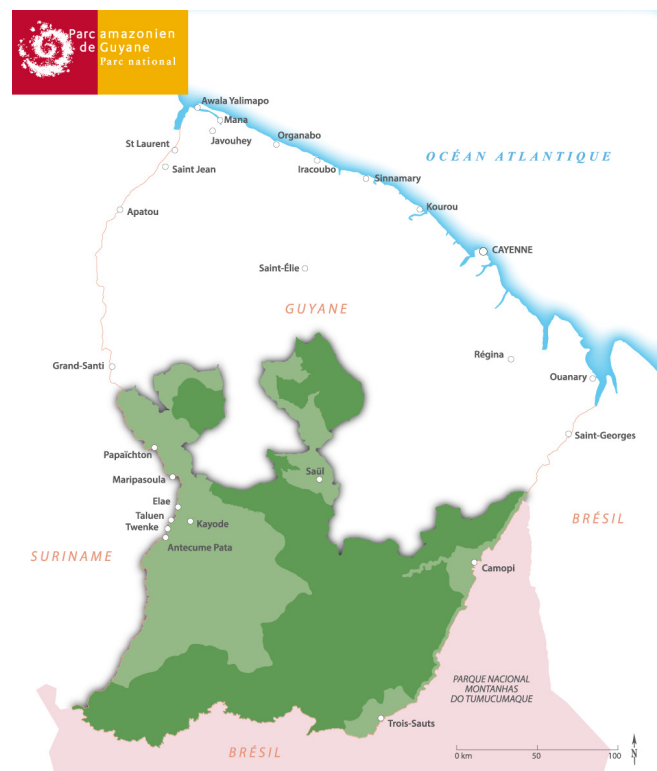 Parc amazonien
de Guyane
Parc national
Awala Yalimapo
Mana
Javouhey
Organabo
St Laurent
Saint Jean
Iracoubo
OCÉAN ATLANTIQUE
Sinnamary
Apatou
Kourou
CAYENNE
Saint-Élie
GUYANE
Régina
Grand-Santi
Ouanary
Saint-Georges
Papaïchton
Maripasoula
Saül
Elae
Taluen
Twenke
Kayode
BRÉSIL
Antecume Pata
SURINAME
Camopi
PARQUE NACIONAL
MONTANHAS
DO TUMUCUMAQUE
Trois-Sauts
BRÉSIL
0 km 50 100
N